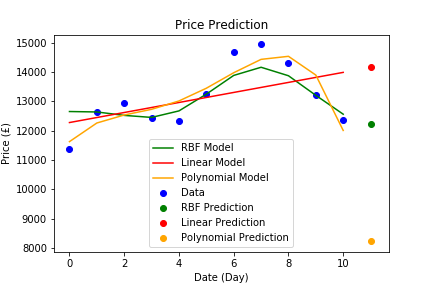 Price Prediction
15000
14000
13000
12000
11000
10000
9000
8000
Price (£)
RBF Model
Linear Model
Polynomial Model
Data
RBF Prediction
Linear Prediction
Polynomial Prediction
0 2 4 6 8 10
Date (Day)